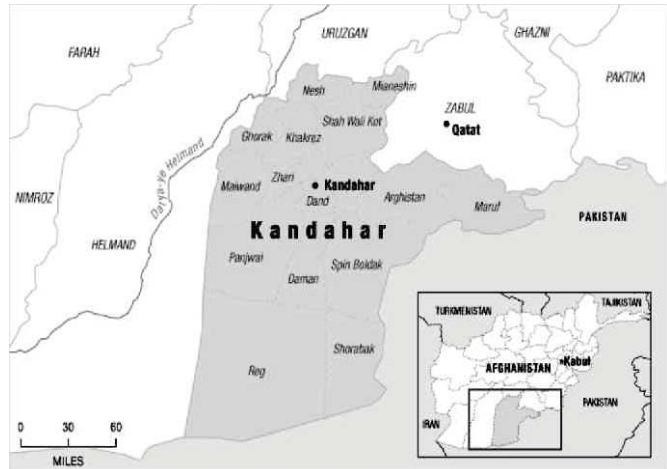 URUZGAN
GHAZNI
FARAH
PAKTIKA
Mianeshin
Nesh
ZABUL
Shah Wali Kot
Qatat
Ghorak
Khakrez
Darya-ye Helmand
Zhari
Kandahar
Maiwand
Arghistan
NIMROZ
Dand
Maruf
PAKISTAN
Kandahar
HELMAND
Panjwai
Spin Boldak
Daman
TURKMENISTAN
TAJIKISTAN
Shorabak
Kabul
AFGHANISTAN
Reg
PAKISTAN
IRAN
0 30 60
MILES